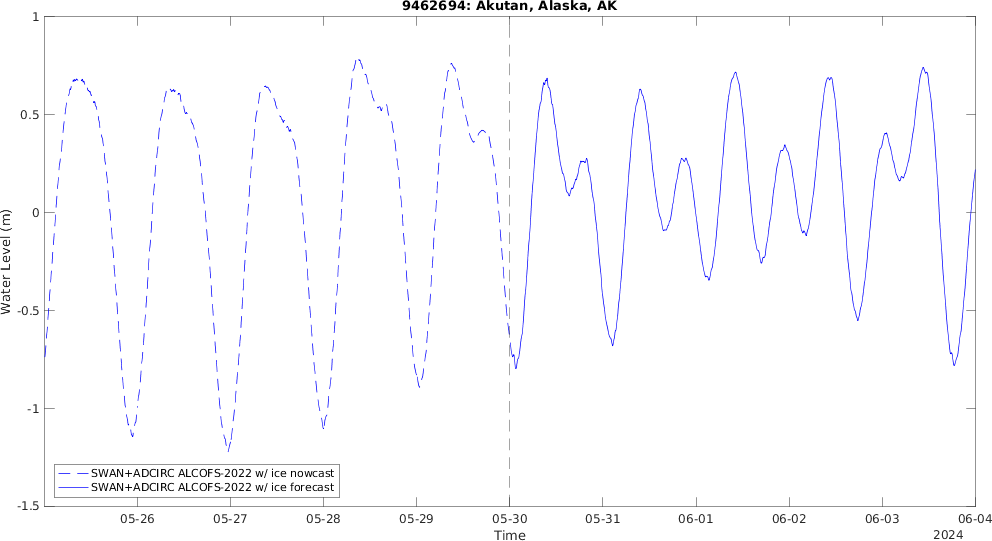 9462694: Akutan, Alaska, AK
1
0.5
0
-0.5
-1
-1.5
Water Level (m)
SWAN+ADCIRC ALCOFS-2022 w/ ice nowcast
SWAN+ADCIRC ALCOFS-2022 w/ ice forecast
05-26 05-27 05-28 05-29 05-30 05-31 06-01 06-02 06-03 06-04
Time
2024